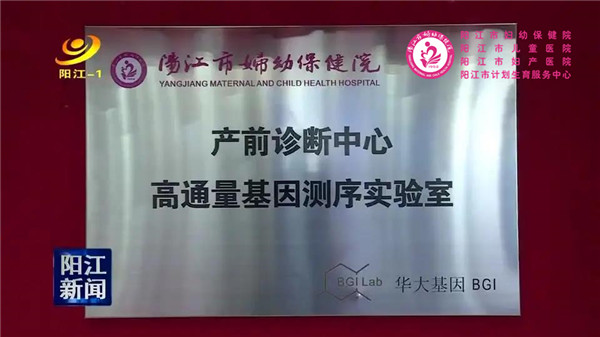 阳江-1
阳江市妇幼保健院
YANGJIANG MATERNAL AND CHILD HEALTH HOSPITAL
阳江市妇幼保健院
阳江市儿童医院
阳江市妇产医院
阳江市计划生育服务中心
产前诊断中心
高通量基因测序实验室
阳江
新闻
BGI Lab
华大基因 BGI